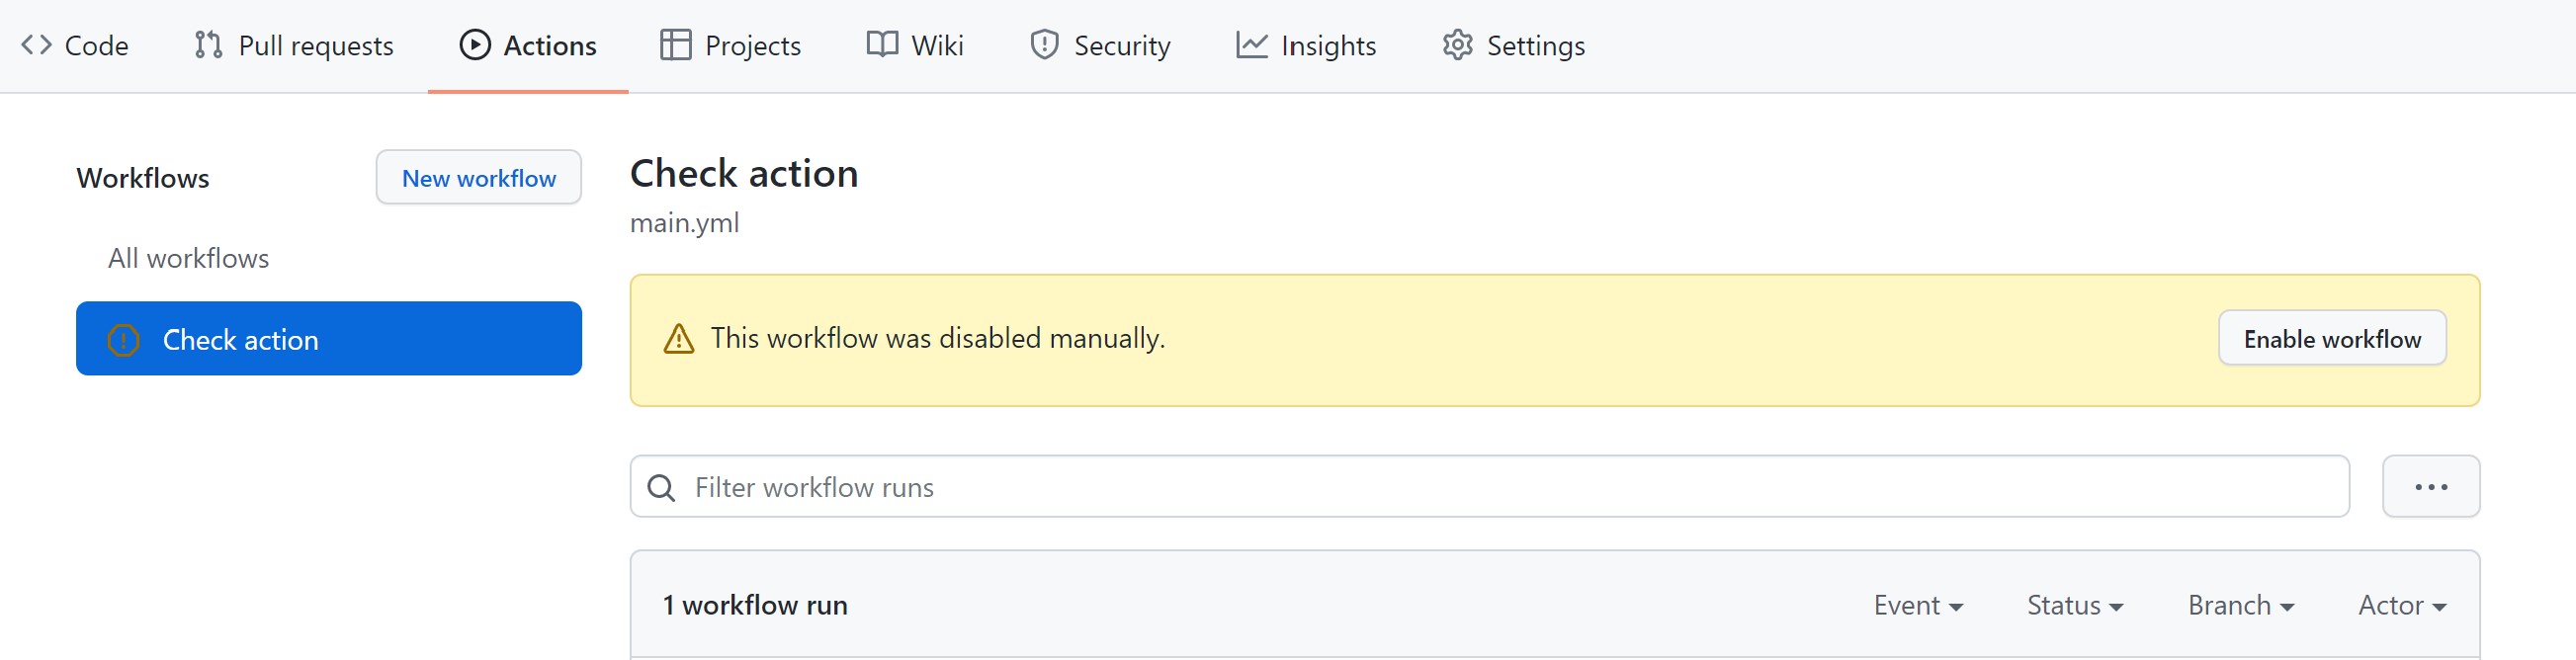 Code Pull requests Actions Projects Wiki Security Insights Settings
Workflows New workflow
All workflows
Check action
Check action
main.yml
This workflow was disabled manually. Enable workflow
Filter workflow runs
1 workflow run Event Status Branch Actor